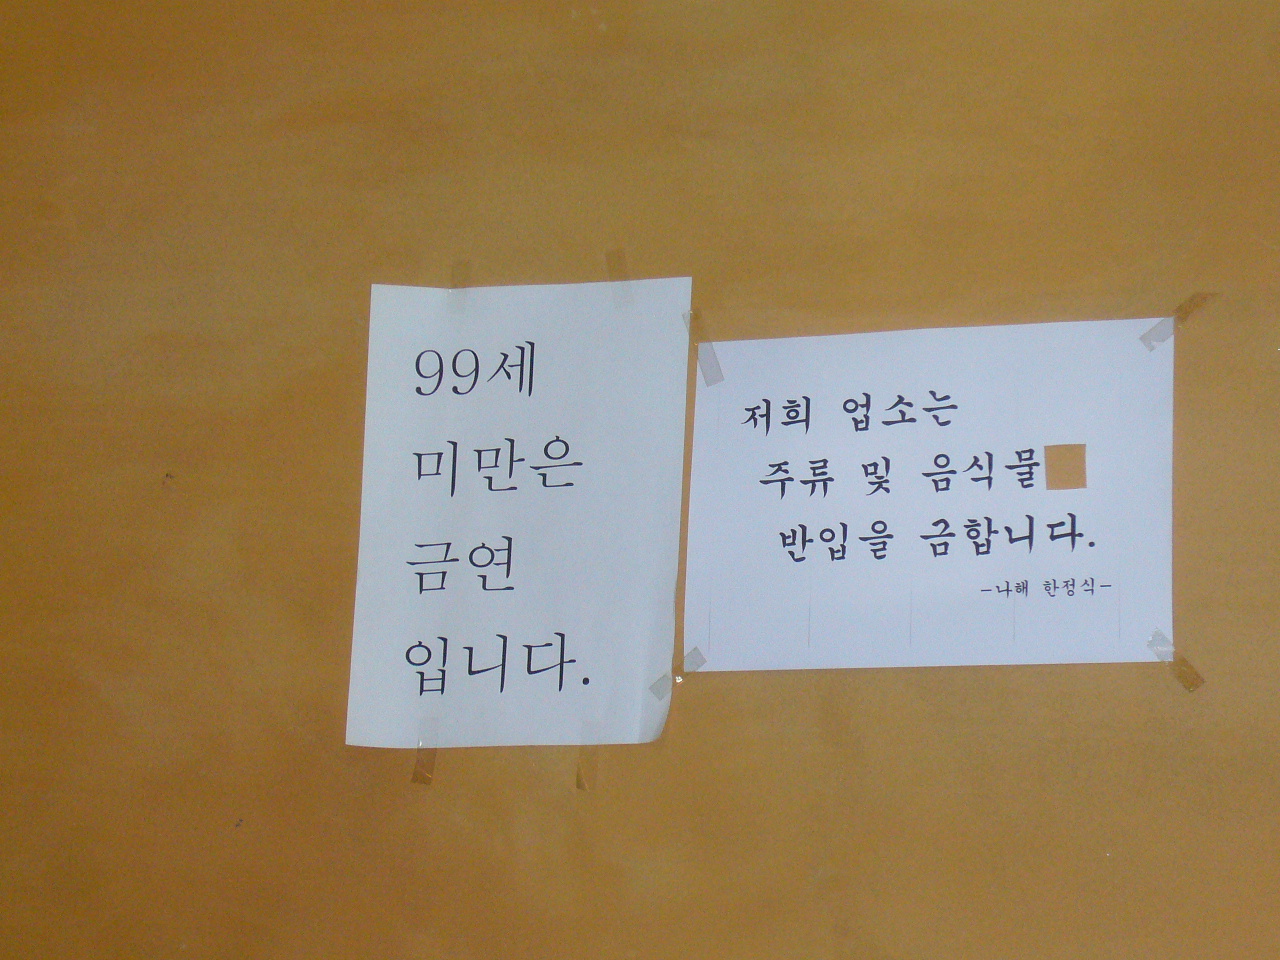 99세
미만은
금연
입니다.
저희 업소는
주류 및 음식물
반입을 금합니다.
-나해 한정식-